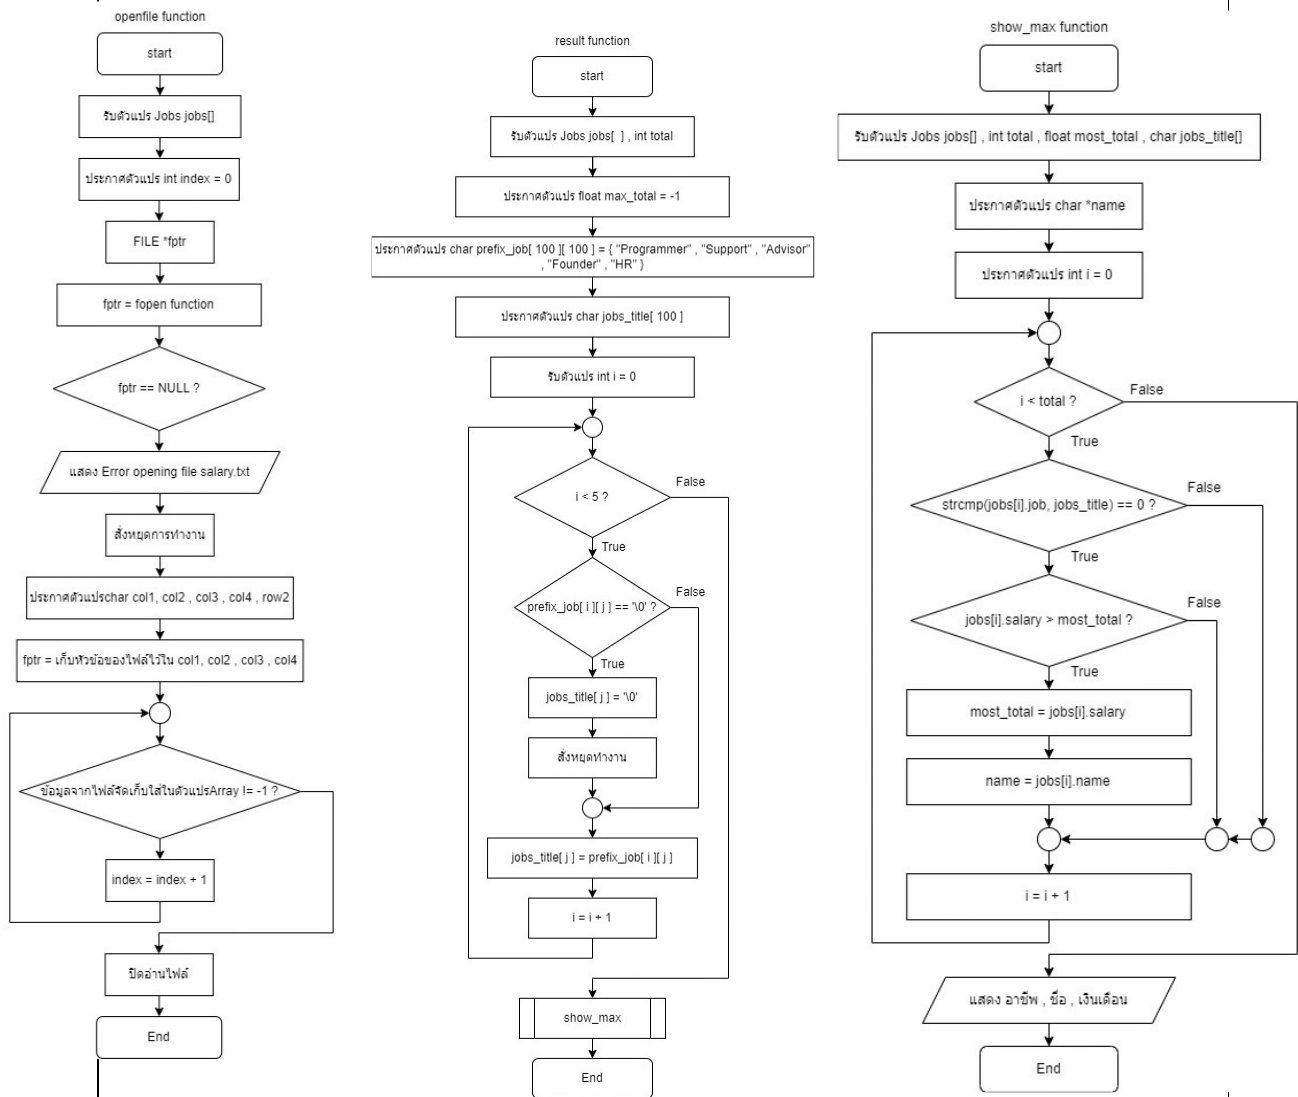 openfile function
start
รับตัวแปร Jobs jobs[]
ประกาศตัวแปร int index = 0
FILE *fptr
fptr = fopen function
fptr == NULL ?
แสดง Error opening file salary.txt
สั่งหยุดการทำงาน
ประกาศตัวแปรchar col1, col2 , col3 , col4 , row2
fptr = เก็บหัวข้อของไฟล์ไว้ใน col1, col2 , col3 , col4
ข้อมูลจากไฟล์จัดเก็บใส่ในตัวแปรArray != -1 ?
index = index + 1
ปิดอ่านไฟล์
End
result function
start
รับตัวแปร Jobs jobs[ ] , int total
ประกาศตัวแปร float max_total = -1
ประกาศตัวแปร char prefix_job[ 100 ][ 100 ] = { "Programmer" , "Support" , "Advisor"
, "Founder" , "HR" }
ประกาศตัวแปร char jobs_title[ 100 ]
รับตัวแปร int i = 0
i < 5 ?
False
True
prefix_job[ i ][ j ] == '\0' ?
False
True
jobs_title[ j ] = '\0'
สั่งหยุดทำงาน
jobs_title[ j ] = prefix_job[ i ][ j ]
i = i + 1
show_max
End
show_max function
start
รับตัวแปร Jobs jobs[] , int total , float most_total , char jobs_title[]
ประกาศตัวแปร char *name
ประกาศตัวแปร int i = 0
i < total ?
False
True
strcmp(jobs[i].job, jobs_title) == 0 ?
False
True
jobs[i].salary > most_total ?
False
True
most_total = jobs[i].salary
name = jobs[i].name
i = i + 1
แสดง อาชีพ , ชื่อ , เงินเดือน
End